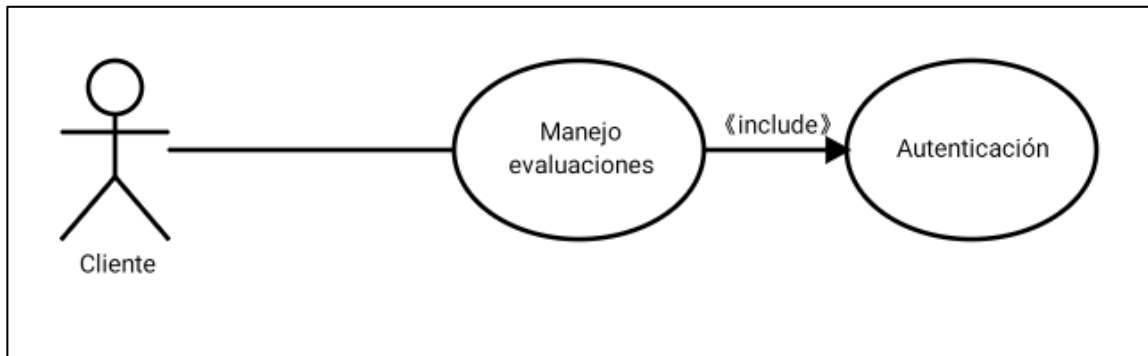 Manejo
evaluaciones
《include》
Autenticación
Cliente